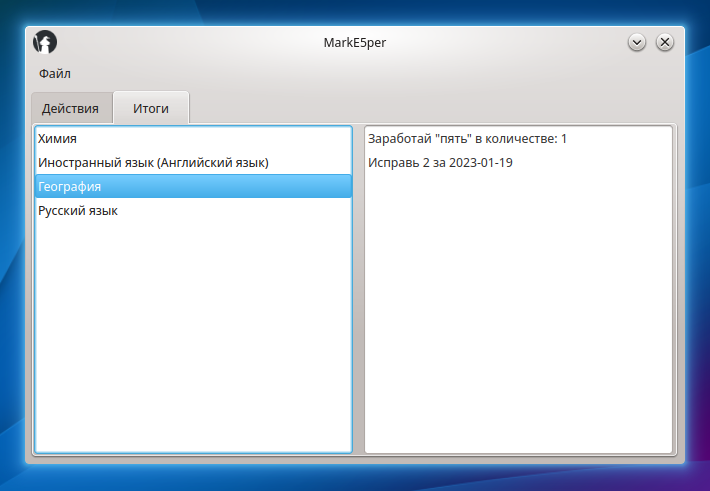 MarkE5per
Файл
Действия
Итоги
Химия
Иностранный язык (Английский язык)
География
Русский язык
Заработай "пять" в количестве: 1
Исправь 2 за 2023-01-19